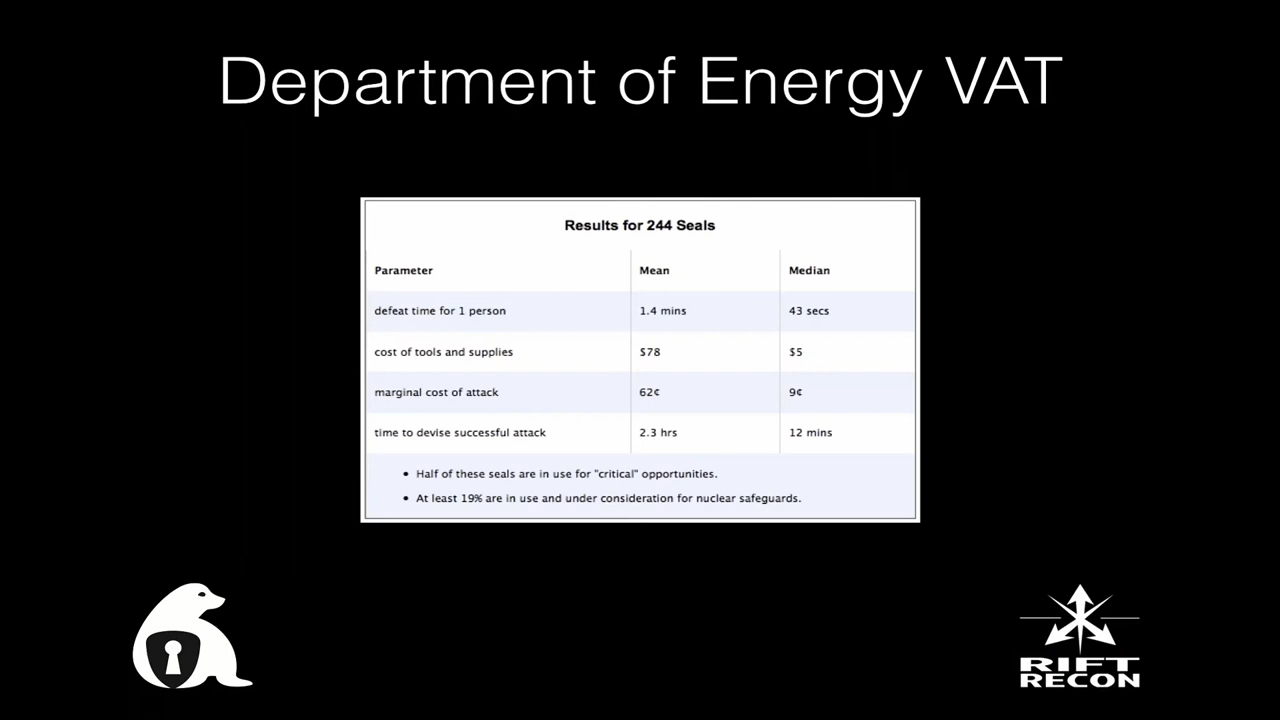 Department of Energy VAT
Results for 244 Seals
Parameter Mean Median
defeat time for 1 person 1.4 mins 43 secs
cost of tools and supplies $78 $5
marginal cost of attack 62¢ 9¢
time to devise successful attack 2.3 hrs 12 mins
• Half of these seals are in use for "critical" opportunities.
• At least 19% are in use and under consideration for nuclear safeguards.
RIFT
RECON